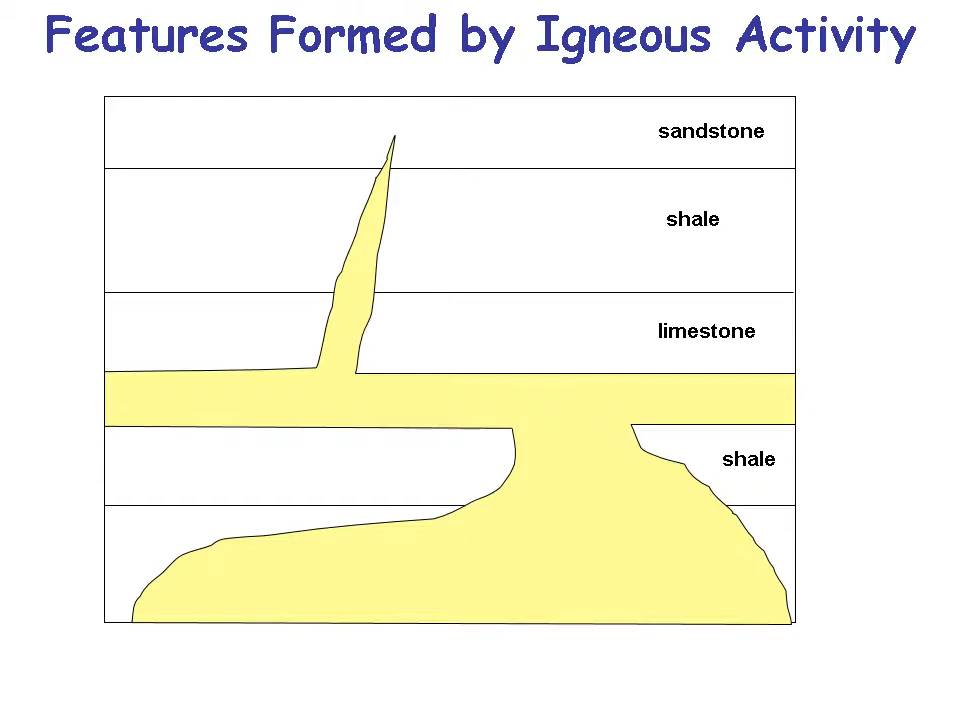 Features Formed by Igneous Activity
sandstone
shale
limestone
shale